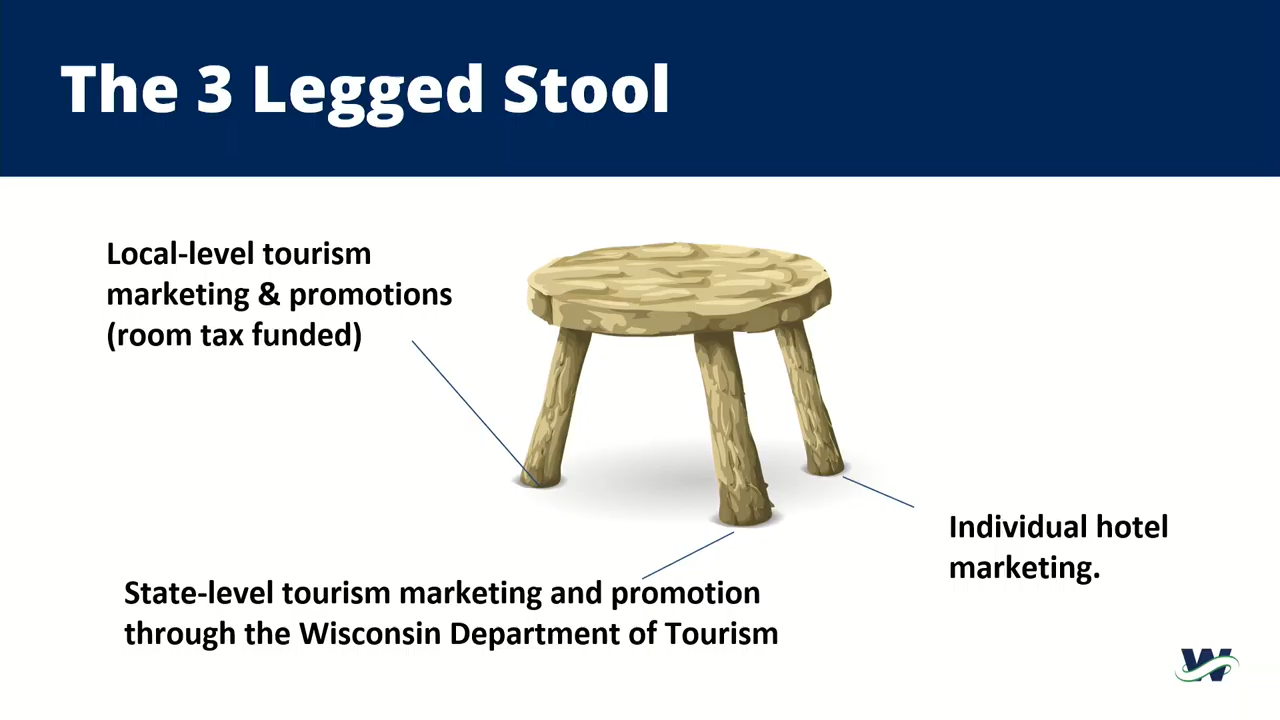 The 3 Legged Stool
Local-level tourism
marketing & promotions
(room tax funded)
Individual hotel
marketing.
State-level tourism marketing and promotion
through the Wisconsin Department of Tourism
W